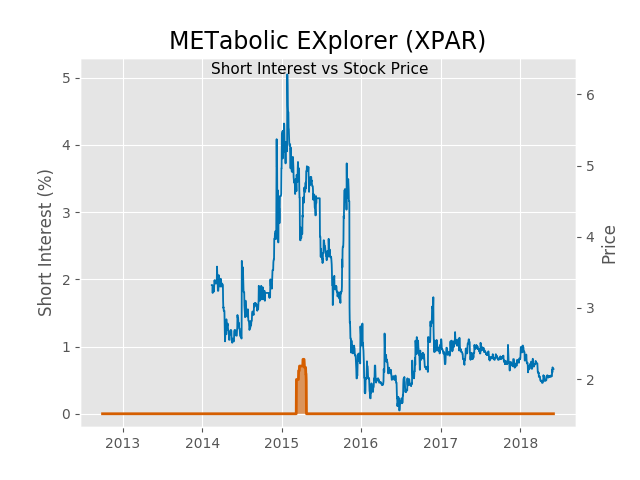 METabolic EXplorer (XPAR)
Short Interest vs Stock Price
Short Interest (%)
5
4
3
2
1
0
6
5
4
3
2
Price
2013 2014 2015 2016 2017 2018